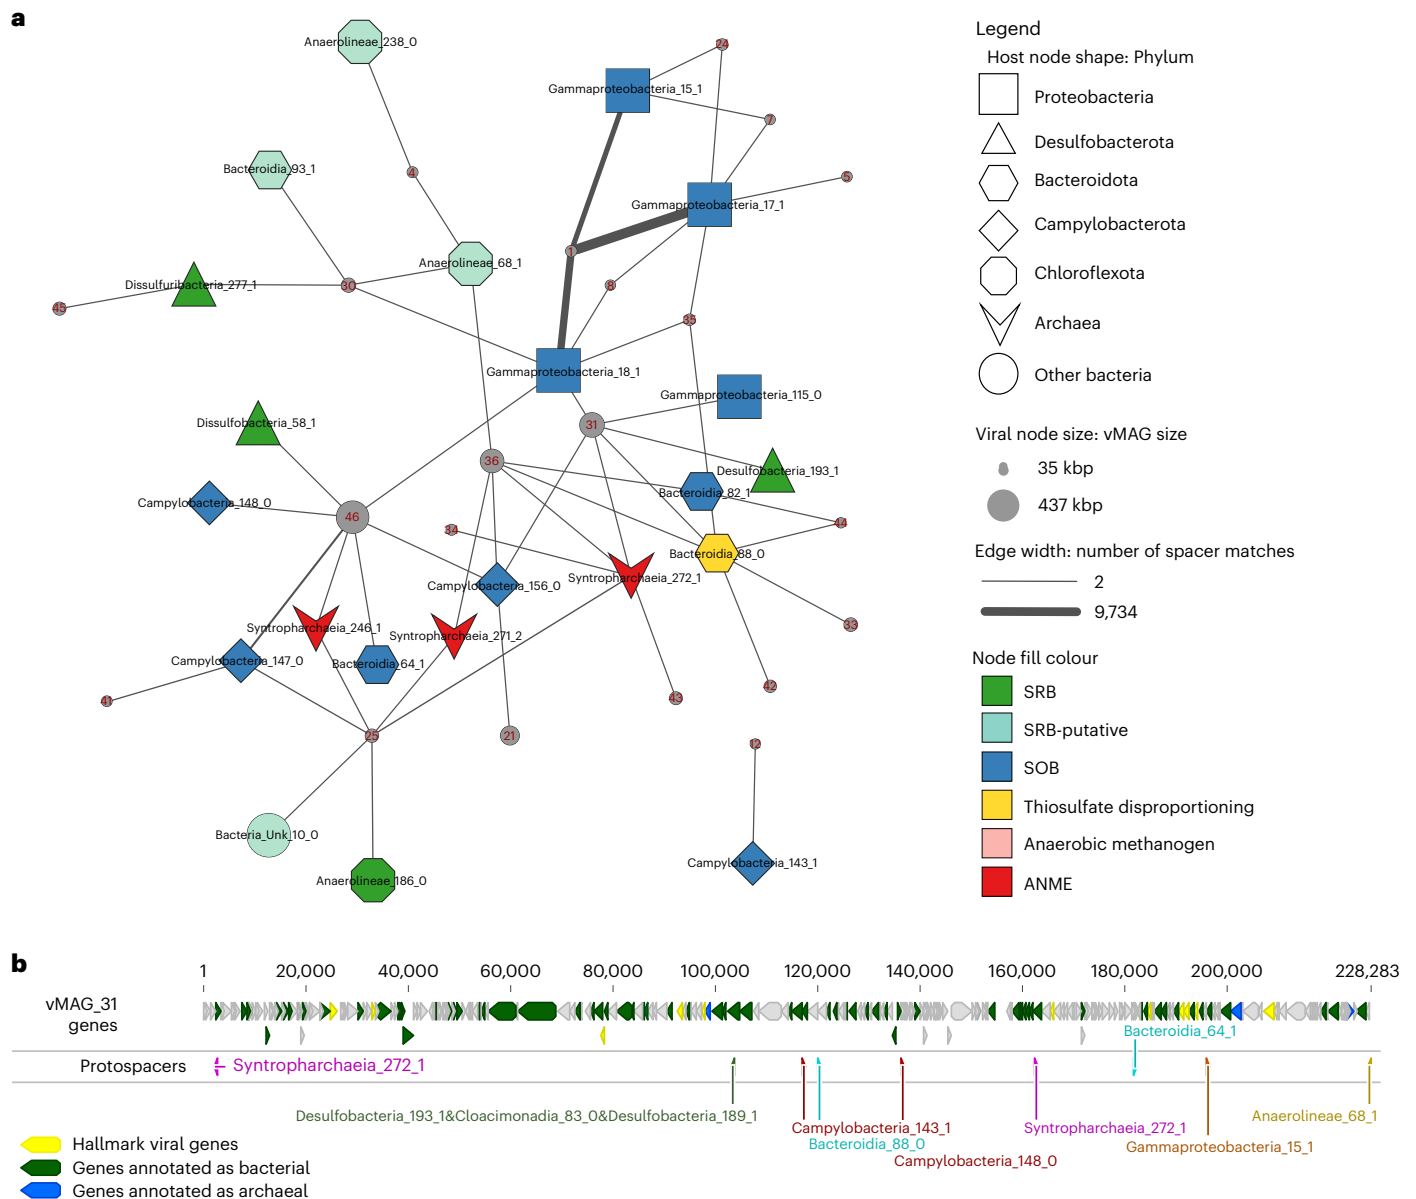 a
Anaerolineae_238_0
24
Gammaproteobacteria_15_1
7
Bacteroidia_93_1
4
5
Gammaproteobacteria_17_1
1
Anaerolineae_68_1
Dissulfuribacteria_277_1
30
8
45
35
Gammaproteobacteria_18_1
Gammaproteobacteria_115_0
Dissulfobacteria_58_1
31
36
Desulfobacteria_193_1
Bacteroidia_82_1
Campylobacteria_148_0
46
44
34
Bacteroidia_88_0
Campylobacteria_156_0
Syntropharchaeia_272_1
33
Syntropharchaeia_246_1
Syntropharchaeia_271_2
Campylobacteria_147_0
Bacteroidia_64_1
42
43
41
25
21
12
Bacteria_Unk_10_0
Campylobacteria_143_1
Anaerolineae_186_0
Legend
Host node shape: Phylum
Proteobacteria
Desulfobacterota
Bacteroidota
Campylobacterota
Chloroflexota
Archaea
Other bacteria
Viral node size: vMAG size
35 kbp
437 kbp
Edge width: number of spacer matches
2
9,734
Node fill colour
SRB
SRB-putative
SOB
Thiosulfate disproportioning
Anaerobic methanogen
ANME
b
1 20,000 40,000 60,000 80,000 100,000 120,000 140,000 160,000 180,000 200,000 228,283
vMAG_31
genes
Bacteroidia_64_1
Protospacers
Syntropharchaeia_272_1
Desulfobacteria_193_1&Cloacimonadia_83_0&Desulfobacteria_189_1
Anaerolineae_68_1
Campylobacteria_143_1
Syntropharchaeia_272_1
Bacteroidia_88_0
Gammaproteobacteria_15_1
Campylobacteria_148_0
Hallmark viral genes
Genes annotated as bacterial
Genes annotated as archaeal